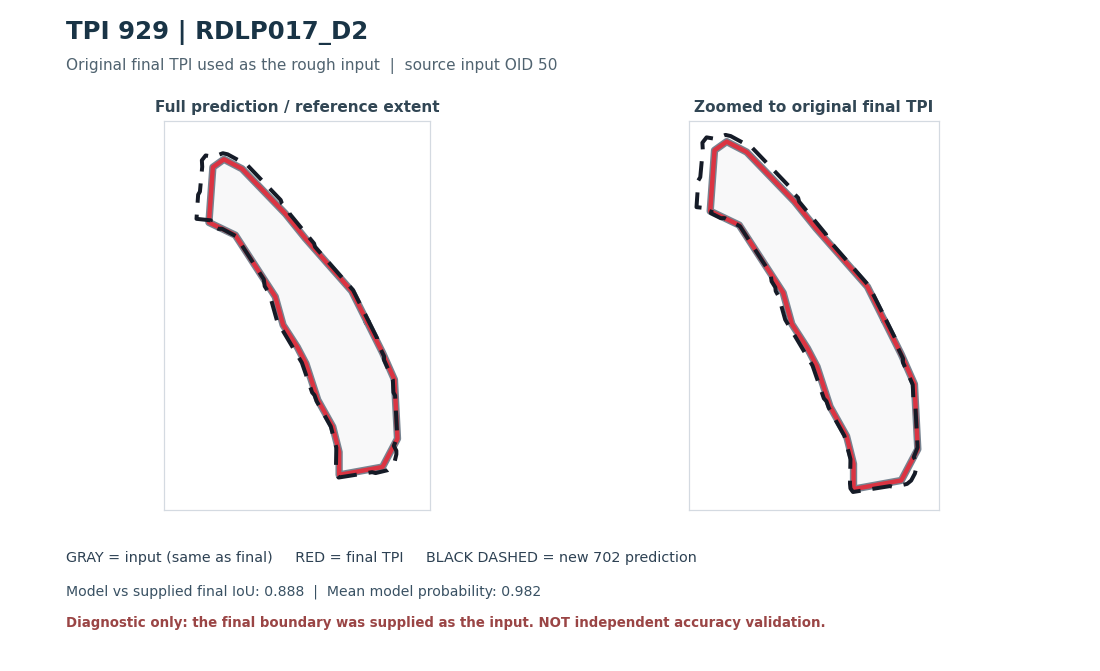 TPI 929 | RDLP017_D2
Original final TPI used as the rough input | source input OID 50
Full prediction / reference extent
Zoomed to original final TPI
GRAY = input (same as final) RED = final TPI BLACK DASHED = new 702 prediction
Model vs supplied final IoU: 0.888 | Mean model probability: 0.982
Diagnostic only: the final boundary was supplied as the input. NOT independent accuracy validation.